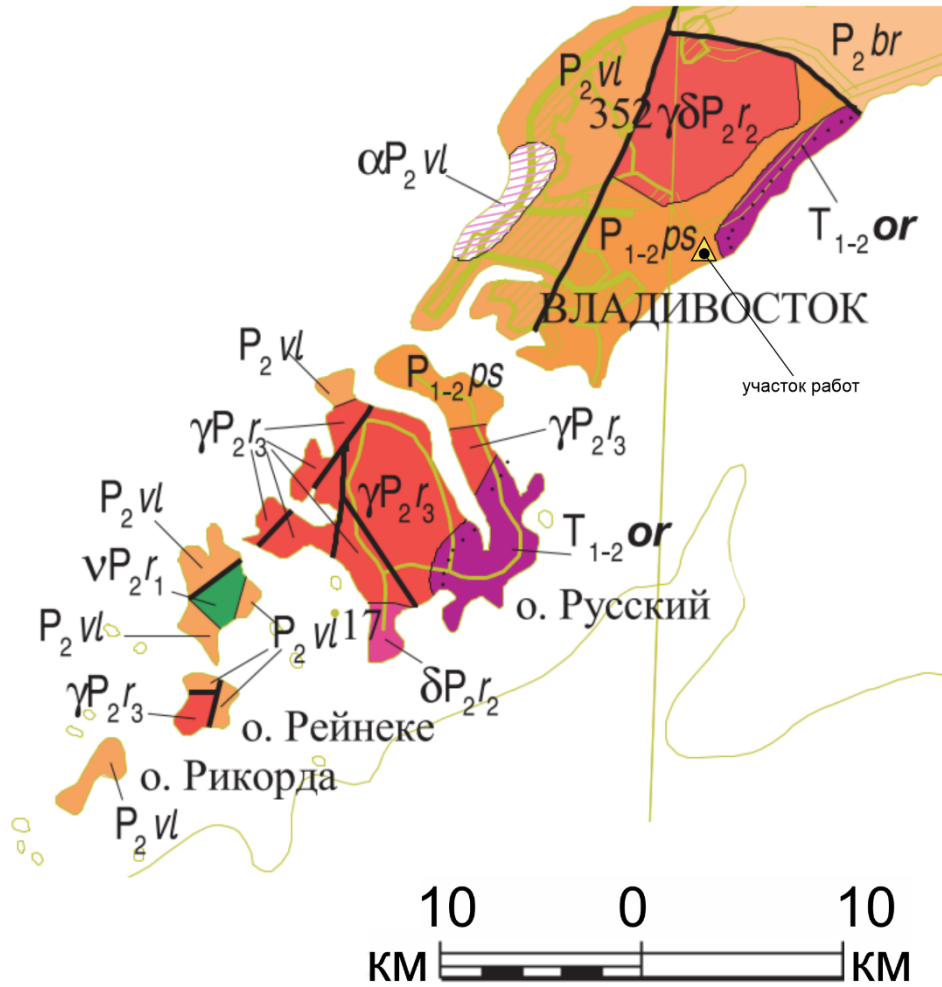 P₂ br
P₂ vl
352 γδP₂r₂
αP₂ vl
T₁₋₂ or
P₁₋₂ ps
ВЛАДИВОСТОК
P₂ vl
P₁₋₂ ps
участок работ
γP₂r₃
γP₂r₃
γP₂r₃
P₂ vl
T₁₋₂ or
νP₂r₁
о. Русский
P₂ vl
P₂ vl 17
γP₂r₃
δP₂r₂
о. Рейнеке
о. Рикорда
P₂ vl
10 0 10
км км